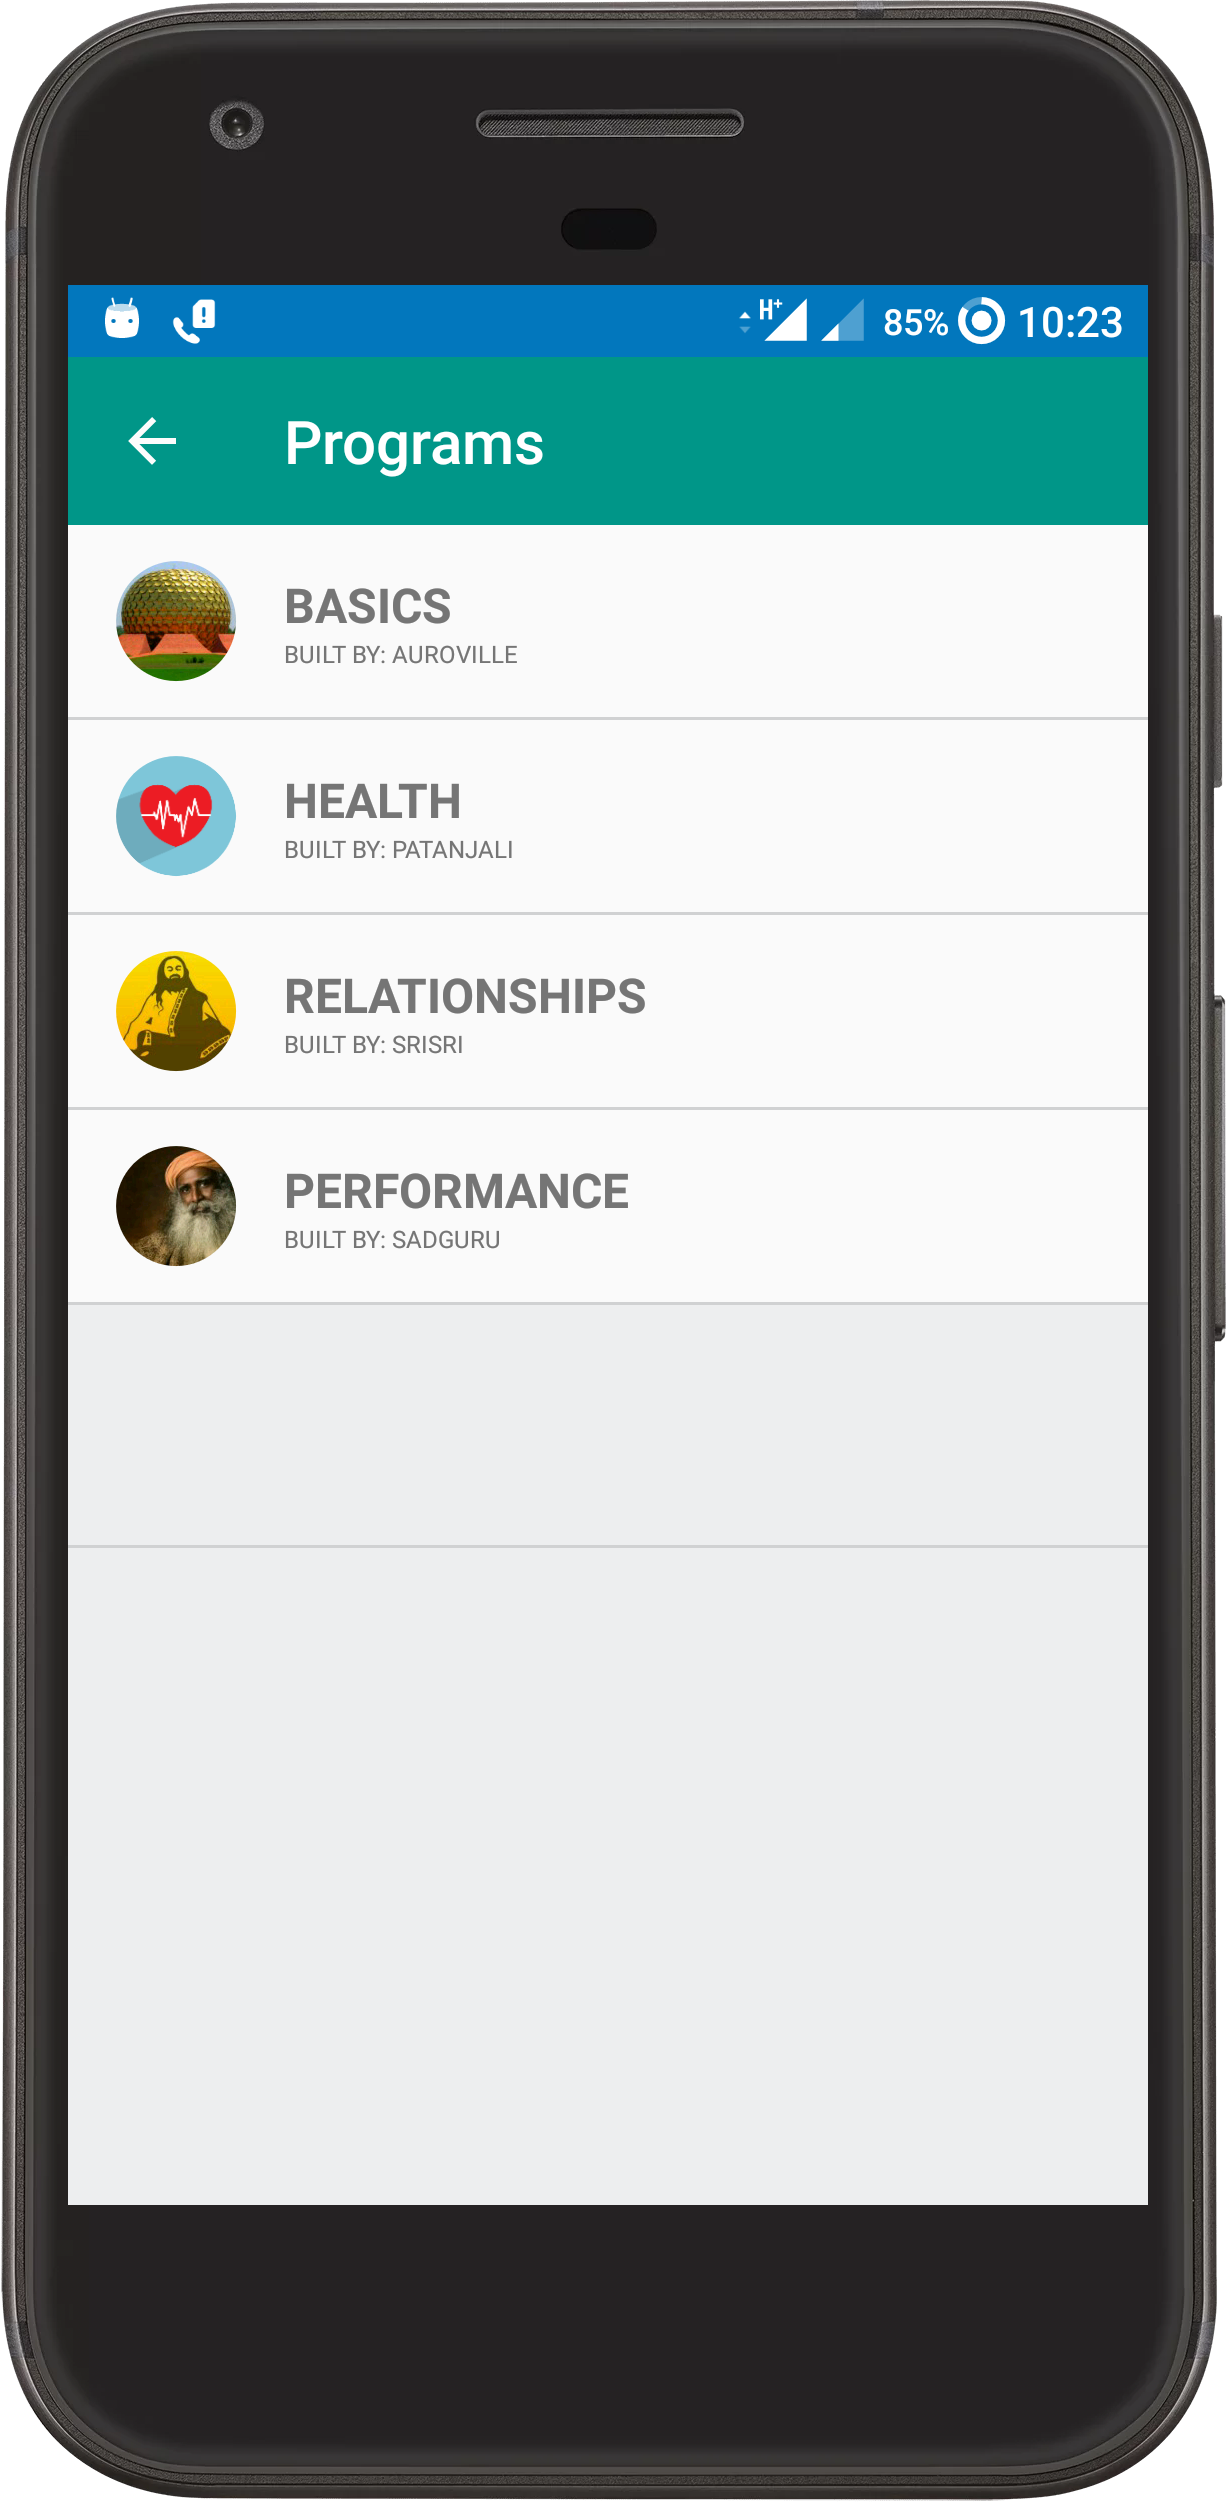 H+ 85% 10:23
Programs
BASICS
BUILT BY: AUROVILLE
HEALTH
BUILT BY: PATANJALI
RELATIONSHIPS
BUILT BY: SRISRI
PERFORMANCE
BUILT BY: SADGURU